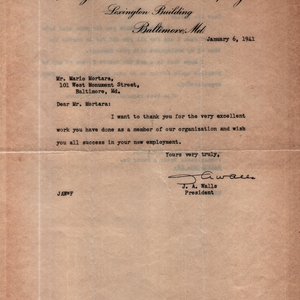 Lexington Building
Baltimore, Md.
January 6, 1941
Mr. Mario Mortara,
101 West Monument Street,
Baltimore, Md.
Dear Mr. Mortara:
I want to thank you for the very excellent
work you have done as a member of our organization and wish
you all success in your new employment.
Yours very truly,
J A Walls
J. A. Walls
President